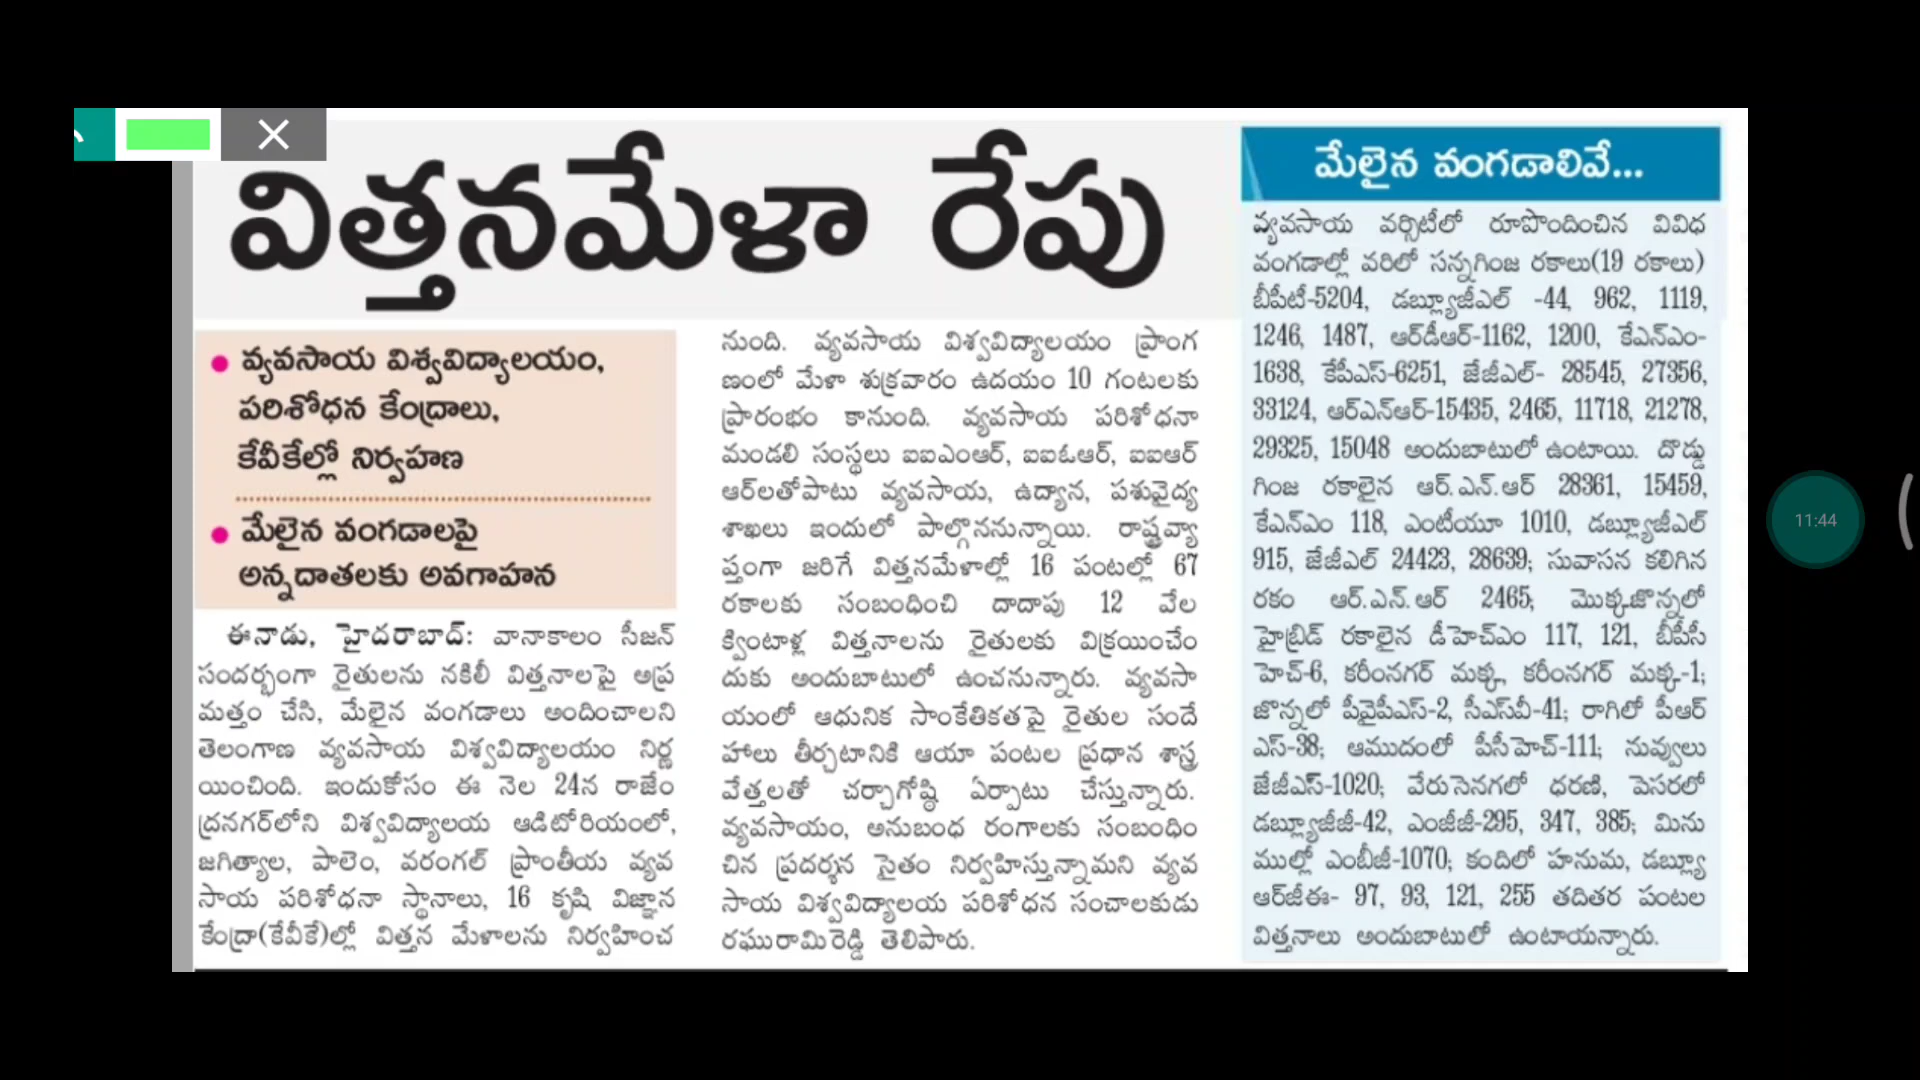 విత్తనమేళా రేపు
వ్యవసాయ విశ్వవిద్యాలయం,
పరిశోధన కేంద్రాలు,
కేవీకేల్లో నిర్వహణ
మేలైన వంగడాలపై
అన్నదాతలకు అవగాహన
ఈనాడు, హైదరాబాద్: వానాకాలం సీజన్
సందర్భంగా రైతులను నకిలీ విత్తనాలపై అప్ర
మత్తం చేసి, మేలైన వంగడాలు అందించాలని
తెలంగాణ వ్యవసాయ విశ్వవిద్యాలయం నిర్ణ
యించింది. ఇందుకోసం ఈ నెల 24న రాజేం
ద్రనగర్‌లోని విశ్వవిద్యాలయ ఆడిటోరియంలో,
జగిత్యాల, పాలెం, వరంగల్ ప్రాంతీయ వ్యవ
సాయ పరిశోధనా స్థానాలు, 16 కృషి విజ్ఞాన
కేంద్రా(కేవీకే)ల్లో విత్తన మేళాలను నిర్వహించ
నుంది. వ్యవసాయ విశ్వవిద్యాలయం ప్రాంగ
ణంలో మేళా శుక్రవారం ఉదయం 10 గంటలకు
ప్రారంభం కానుంది. వ్యవసాయ పరిశోధనా
మండలి సంస్థలు ఐఐఎంఆర్, ఐఐఓఆర్, ఐఐఆర్
ఆర్‌లతోపాటు వ్యవసాయ, ఉద్యాన, పశువైద్య
శాఖలు ఇందులో పాల్గొననున్నాయి. రాష్ట్రవ్యా
ప్తంగా జరిగే విత్తనమేళాల్లో 16 పంటల్లో 67
రకాలకు సంబంధించి దాదాపు 12 వేల
క్వింటాళ్ల విత్తనాలను రైతులకు విక్రయించేం
దుకు అందుబాటులో ఉంచనున్నారు. వ్యవసా
యంలో ఆధునిక సాంకేతికతపై రైతుల సందే
హాలు తీర్చటానికి ఆయా పంటల ప్రధాన శాస్త్ర
వేత్తలతో చర్చాగోష్ఠి ఏర్పాటు చేస్తున్నారు.
వ్యవసాయం, అనుబంధ రంగాలకు సంబంధిం
చిన ప్రదర్శన సైతం నిర్వహిస్తున్నామని వ్యవ
సాయ విశ్వవిద్యాలయ పరిశోధన సంచాలకుడు
రఘురామిరెడ్డి తెలిపారు.
మేలైన వంగడాలివే...
వ్యవసాయ వర్సిటీలో రూపొందించిన వివిధ
వంగడాల్లో వరిలో సన్నగింజ రకాలు(19 రకాలు)
బీపీటీ-5204, డబ్ల్యూజీఎల్ -44, 962, 1119,
1246, 1487, ఆర్‌డీఆర్-1162, 1200, కేఎన్ఎం-
1638, కేపీఎస్-6251, జేజీఎల్- 28545, 27356,
33124, ఆర్ఎన్ఆర్-15435, 2465, 11718, 21278,
29325, 15048 అందుబాటులో ఉంటాయి. దొడ్డు
గింజ రకాలైన ఆర్.ఎన్.ఆర్ 28361, 15459,
కేఎన్ఎం 118, ఎంటీయూ 1010, డబ్ల్యూజీఎల్
915, జేజీఎల్ 24423, 28639; సువాసన కలిగిన
రకం ఆర్.ఎన్.ఆర్ 2465; మొక్కజొన్నలో
హైబ్రిడ్ రకాలైన డీహెచ్ఎం 117, 121, బీపీసీ
హెచ్-6, కరీంనగర్ మక్క, కరీంనగర్ మక్క-1;
జొన్నలో పీవైపీఎస్-2, సీఎస్‌వీ-41; రాగిలో పీఆర్
ఎస్-38; ఆముదంలో పీసీహెచ్-111; నువ్వులు
జేజీఎస్-1020; వేరుసెనగలో ధరణి, పెసరలో
డబ్ల్యూజీజీ-42, ఎంజీజీ-295, 347, 385; మిను
ముల్లో ఎంబీజీ-1070; కందిలో హనుమ, డబ్ల్యూ
ఆర్‌జీఈ- 97, 93, 121, 255 తదితర పంటల
విత్తనాలు అందుబాటులో ఉంటాయన్నారు.
11:44